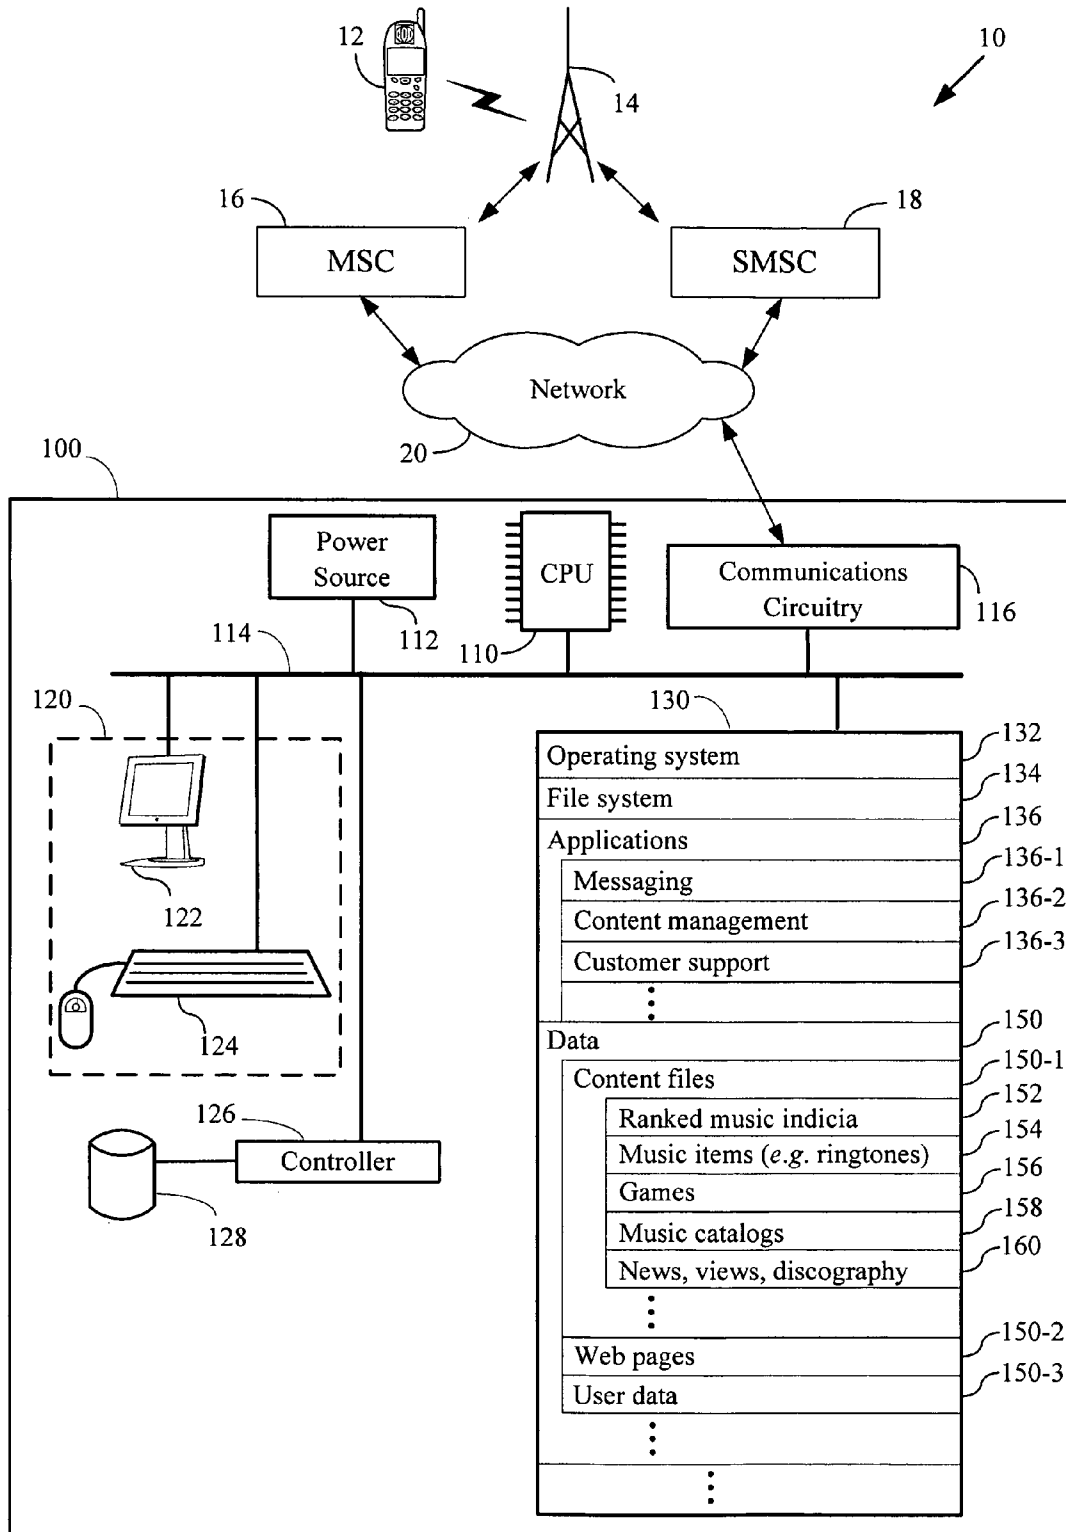 12
14
10
16
MSC
18
SMSC
Network
20
100
Power
Source
112
CPU
110
Communications
Circuitry
116
114
120
122
124
126
Controller
128
130
Operating system
132
File system
134
Applications
136
Messaging
136-1
Content management
136-2
Customer support
136-3
Data
150
Content files
150-1
Ranked music indicia
152
Music items (e.g. ringtones)
154
Games
156
Music catalogs
158
News, views, discography
160
Web pages
150-2
User data
150-3